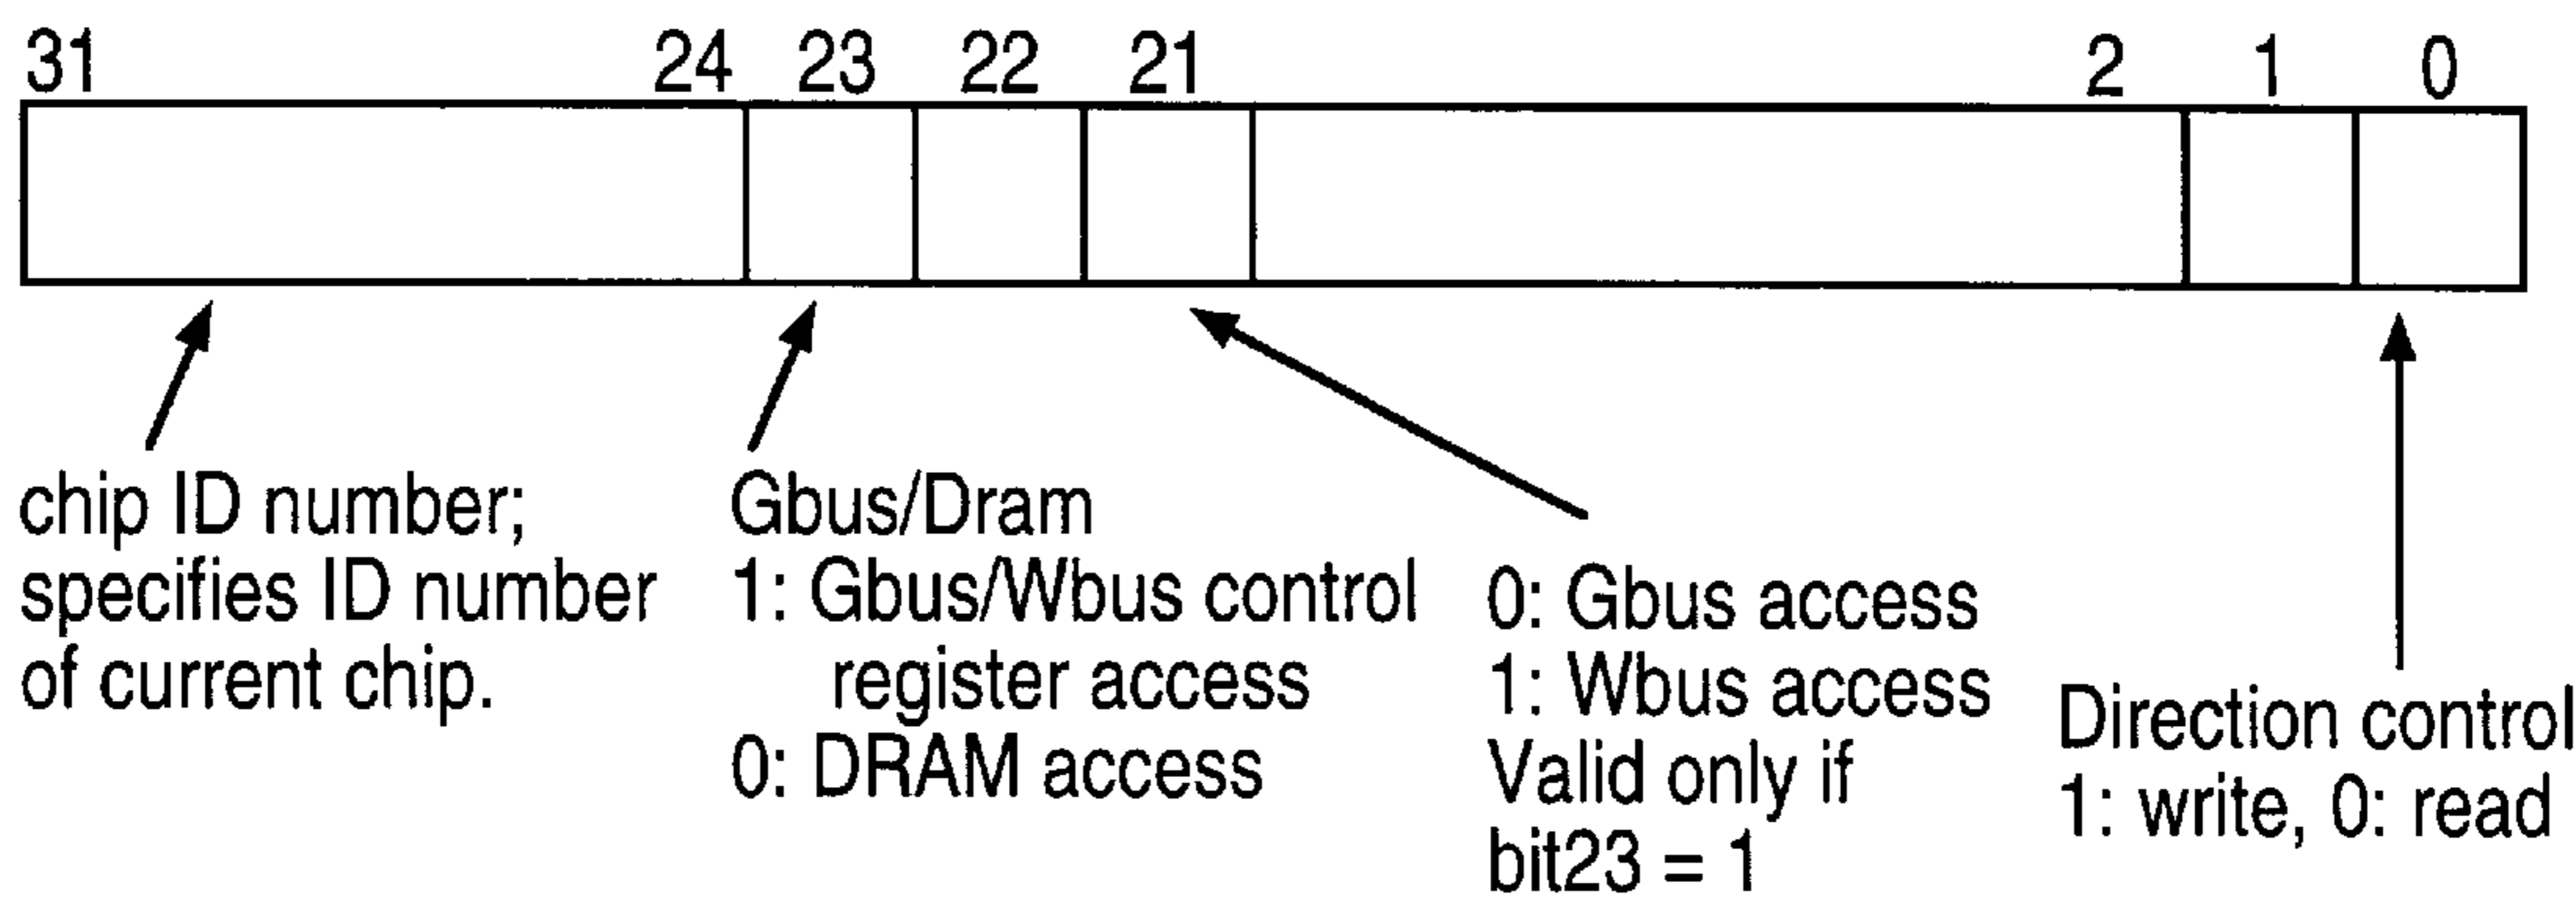 31 24 23 22 21 2 1 0
chip ID number;
specifies ID number
of current chip.
Gbus/Dram
1: Gbus/Wbus control
register access
0: DRAM access
0: Gbus access
1: Wbus access
Valid only if
bit23 = 1
Direction control
1: write, 0: read